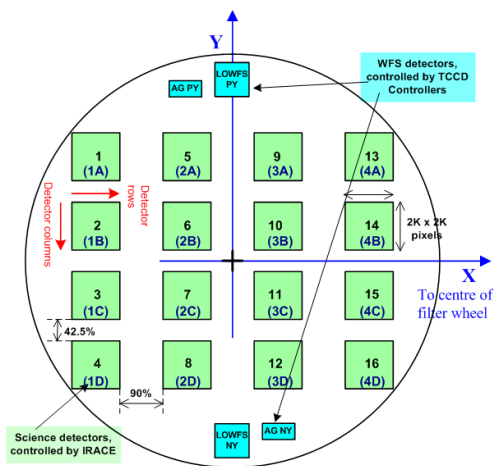 Y
WFS detectors,
controlled by TCCD
Controllers
LOWFS
PY
AG PY
1
(1A)
5
(2A)
9
(3A)
13
(4A)
Detector
rows
Detector columns
2
(1B)
6
(2B)
10
(3B)
14
(4B)
2K x 2K
pixels
X
To centre of
filter wheel
3
(1C)
7
(2C)
11
(3C)
15
(4C)
42.5%
4
(1D)
8
(2D)
12
(3D)
16
(4D)
90%
Science detectors,
controlled by IRACE
LOWFS
NY
AG NY